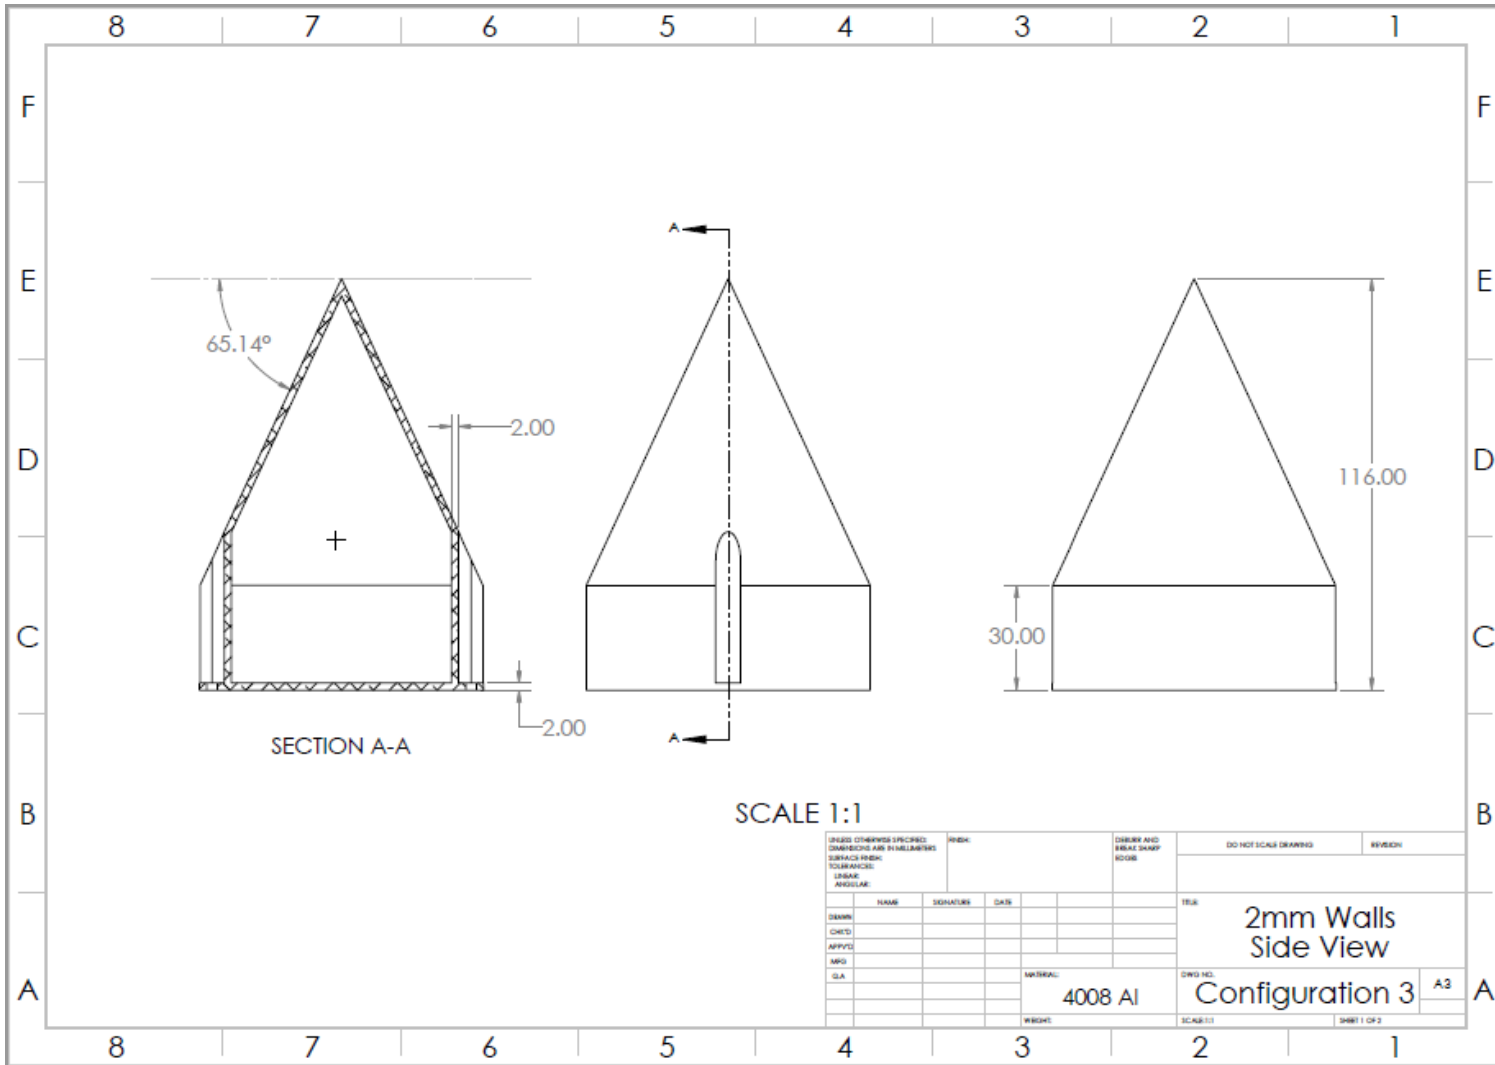 8 7 6 5 4 3 2 1
F F
A
E E
65.14°
2.00
D D
116.00
C 30.00 C
2.00
A
SECTION A-A
B SCALE 1:1 B
UNLESS OTHERWISE SPECIFIED:
DIMENSIONS ARE IN MILLIMETERS
SURFACE FINISH:
TOLERANCES:
LINEAR:
ANGULAR:
FINISH:
DEBURR AND
BREAK SHARP
EDGES
DO NOT SCALE DRAWING
REVISION
NAME SIGNATURE DATE
DRAWN
CHK'D
APPV'D
MFG
Q.A
TITLE:
2mm Walls
Side View
MATERIAL:
4008 Al
DWG NO.
Configuration 3
A3
WEIGHT:
SCALE:1:1
SHEET 1 OF 2
A A
8 7 6 5 4 3 2 1